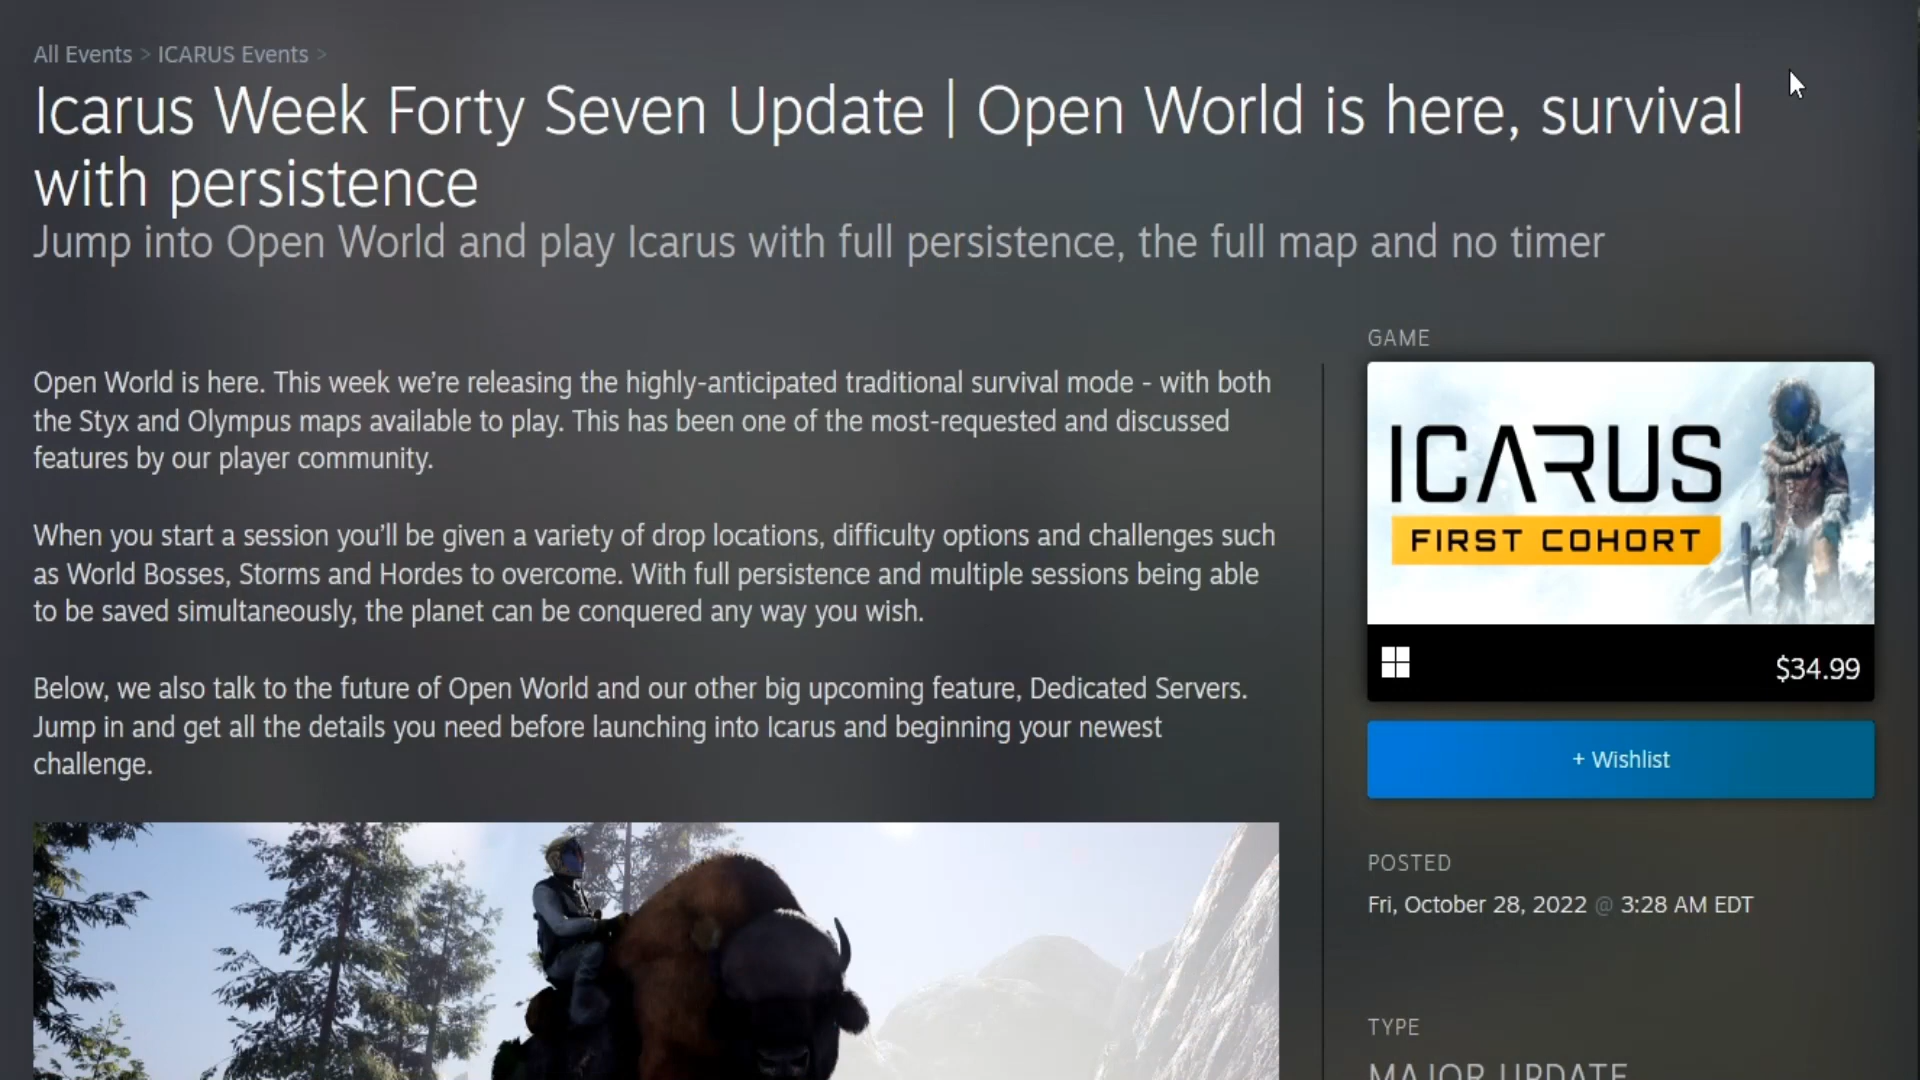 All Events > ICARUS Events >
Icarus Week Forty Seven Update | Open World is here, survival
with persistence
Jump into Open World and play Icarus with full persistence, the full map and no timer
Open World is here. This week we’re releasing the highly-anticipated traditional survival mode - with both
the Styx and Olympus maps available to play. This has been one of the most-requested and discussed
features by our player community.
When you start a session you’ll be given a variety of drop locations, difficulty options and challenges such
as World Bosses, Storms and Hordes to overcome. With full persistence and multiple sessions being able
to be saved simultaneously, the planet can be conquered any way you wish.
Below, we also talk to the future of Open World and our other big upcoming feature, Dedicated Servers.
Jump in and get all the details you need before launching into Icarus and beginning your newest
challenge.
GAME
ICARUS
FIRST COHORT
$34.99
+ Wishlist
POSTED
Fri, October 28, 2022 @ 3:28 AM EDT
TYPE
MAJOR UPDATE